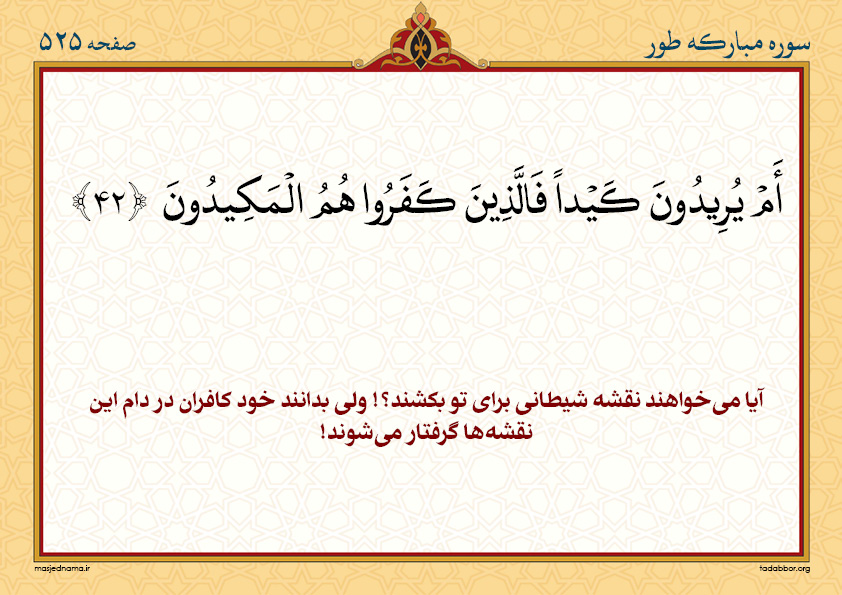 سوره مبارکه طور
صفحه ۵۲۵
أَمۡ يُرِيدُونَ كَيۡداً فَالَّذِينَ كَفَرُوا هُمُ الۡمَكِيدُونَ ﴿۴۲﴾
آیا می‌خواهند نقشه شیطانی برای تو بکشند؟! ولی بدانند خود کافران در دام این
نقشه‌ها گرفتار می‌شوند!
masjednama.ir
tadabbor.org